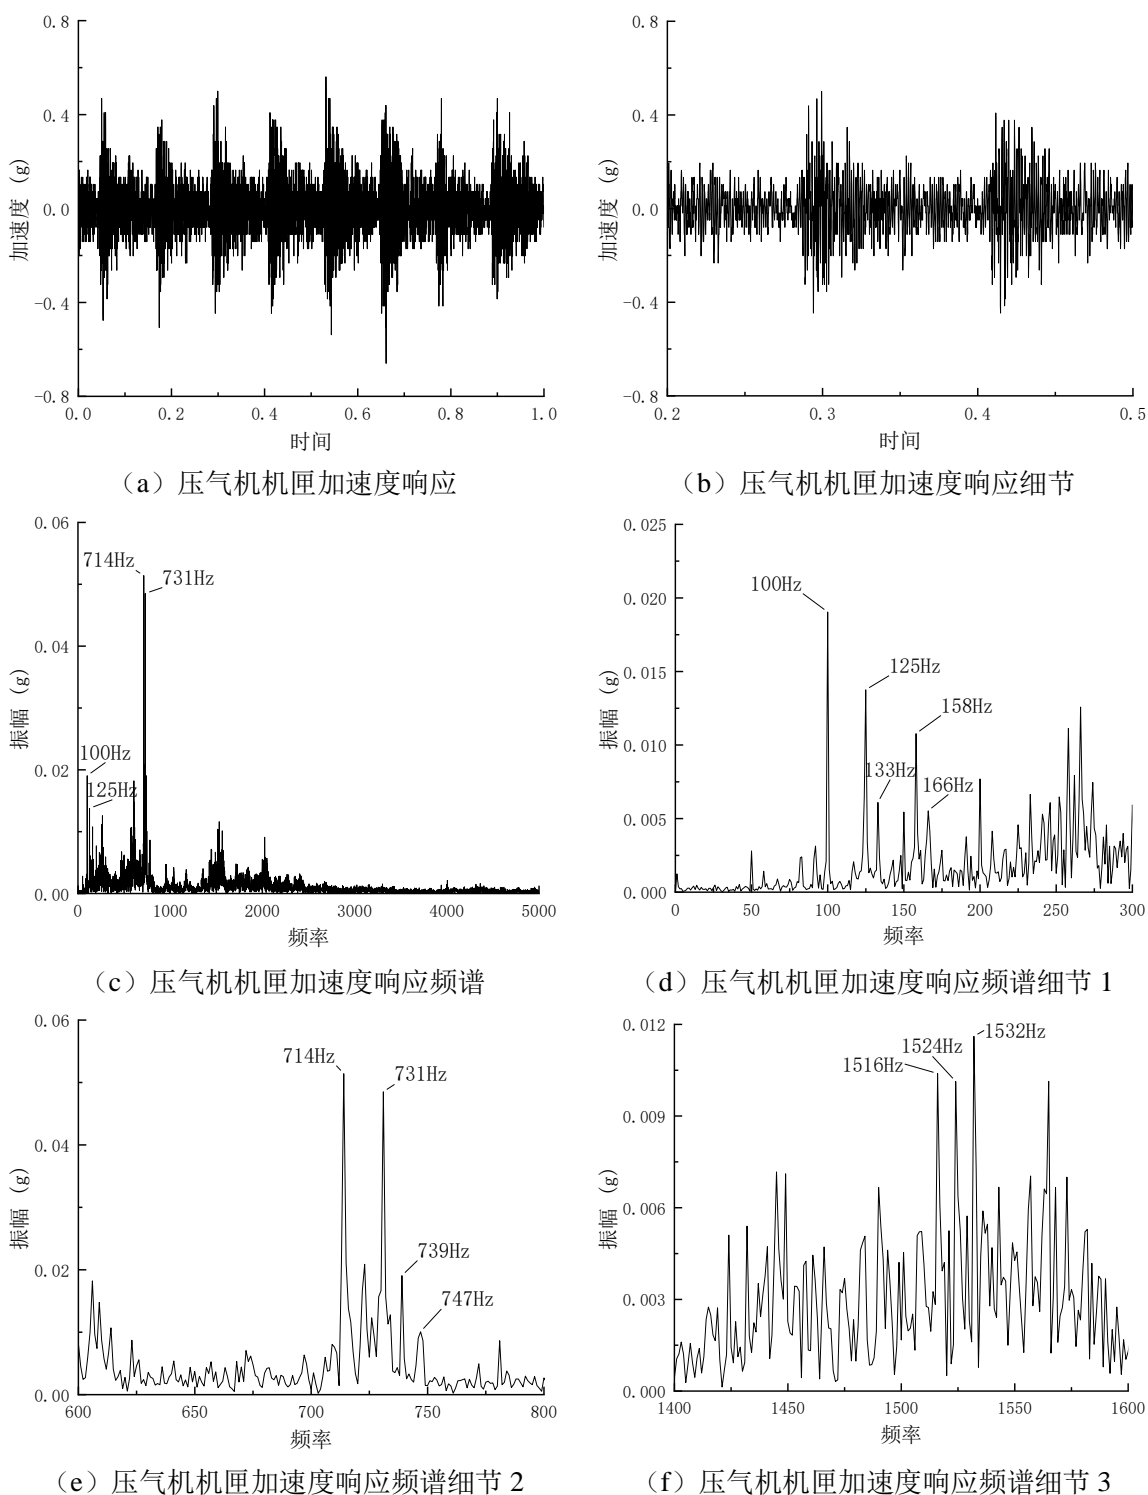 0.8
0.4
0.0
-0.4
-0.8
加速度 (g)
0.0 0.2 0.4 0.6 0.8 1.0
时间
（a）压气机机匣加速度响应
0.8
0.4
0.0
-0.4
-0.8
加速度 (g)
0.2 0.3 0.4 0.5
时间
（b）压气机机匣加速度响应细节
0.06
0.04
0.02
0.00
振幅 (g)
714Hz
731Hz
100Hz
125Hz
0 1000 2000 3000 4000 5000
频率
（c）压气机机匣加速度响应频谱
0.025
0.020
0.015
0.010
0.005
0.000
振幅 (g)
100Hz
125Hz
158Hz
133Hz
166Hz
0 50 100 150 200 250 300
频率
（d）压气机机匣加速度响应频谱细节 1
0.06
0.04
0.02
0.00
振幅 (g)
714Hz
731Hz
739Hz
747Hz
600 650 700 750 800
频率
（e）压气机机匣加速度响应频谱细节 2
0.012
0.009
0.006
0.003
0.000
振幅 (g)
1532Hz
1524Hz
1516Hz
1400 1450 1500 1550 1600
频率
（f）压气机机匣加速度响应频谱细节 3